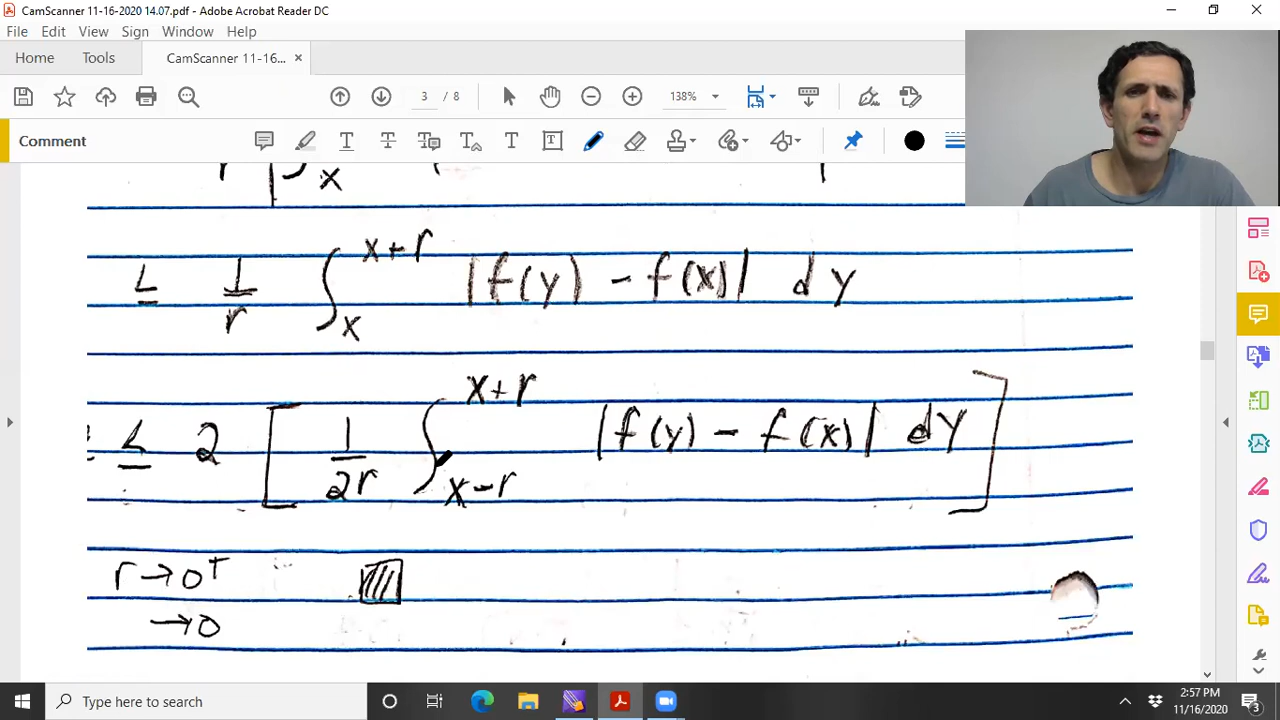 CamScanner 11-16-2020 14.07.pdf - Adobe Acrobat Reader DC
File Edit View Sign Window Help
Home Tools CamScanner 11-16... ×
3 / 8 138%
Comment
x
≤ 1/r ∫_x^{x+r} |f(y) - f(x)| dy
≤ 2 [ 1/2r ∫_{x-r}^{x+r} |f(y) - f(x)| dy ]
r → 0⁺
→ 0
Type here to search
2:57 PM
11/16/2020
3